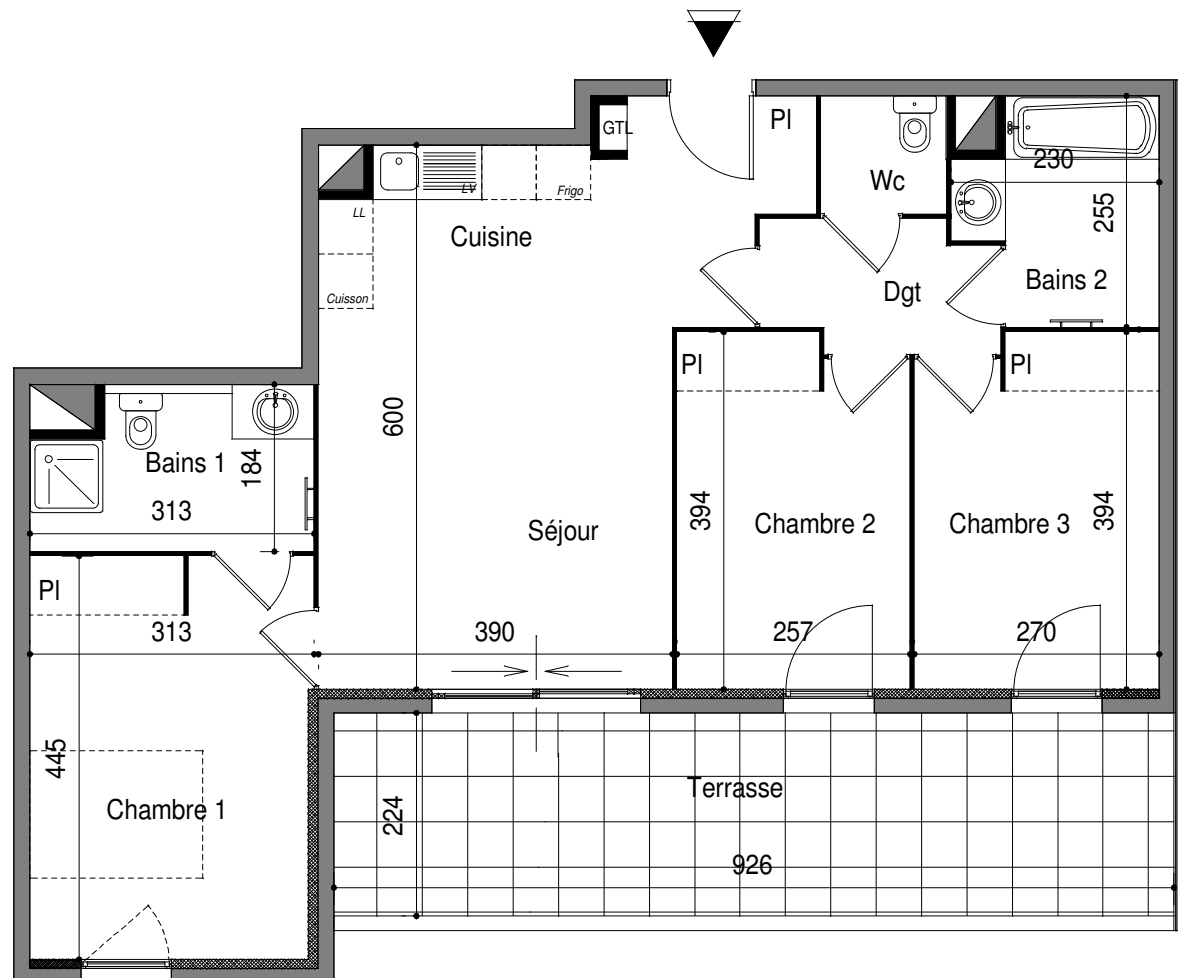 Pl
GTL
Wc
230
LV
Frigo
LL
255
Cuisine
Bains 2
Dgt
Cuisson
Pl
Pl
600
Bains 1
184
313
394
394
Séjour
Chambre 2
Chambre 3
Pl
313
390
257
270
445
Terrasse
224
Chambre 1
926